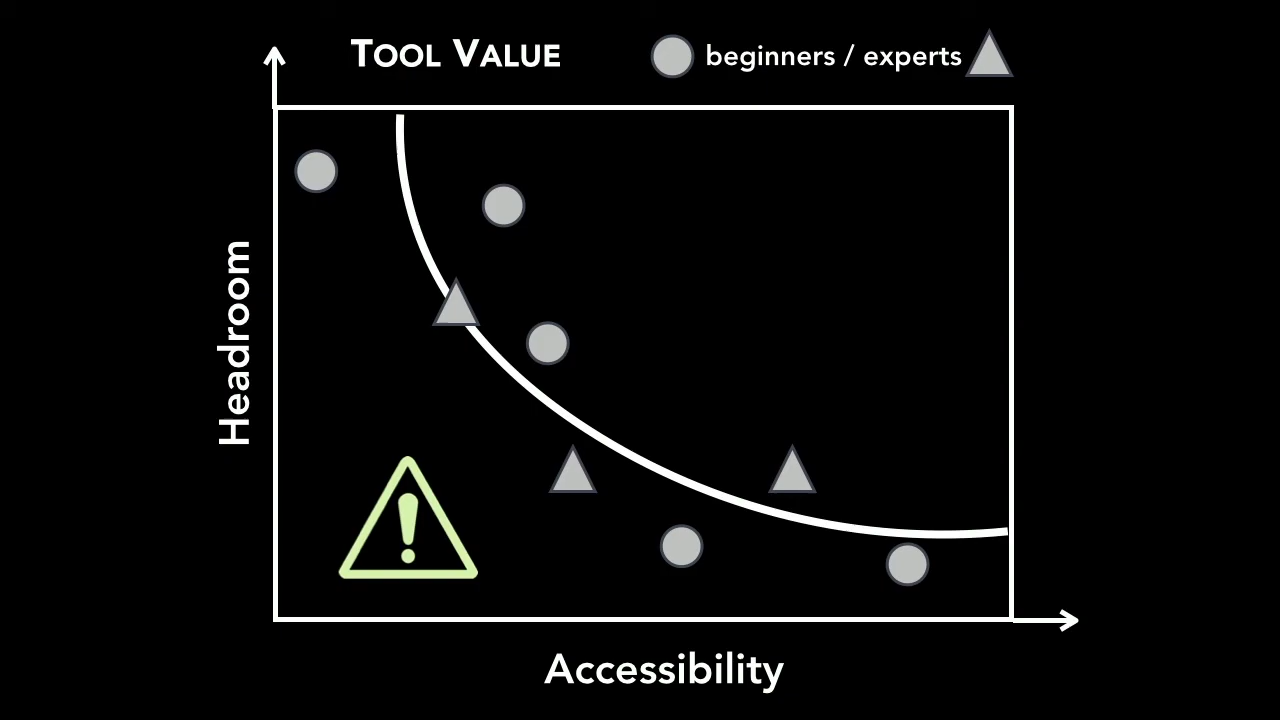 TOOL VALUE
beginners / experts
Headroom
!
Accessibility